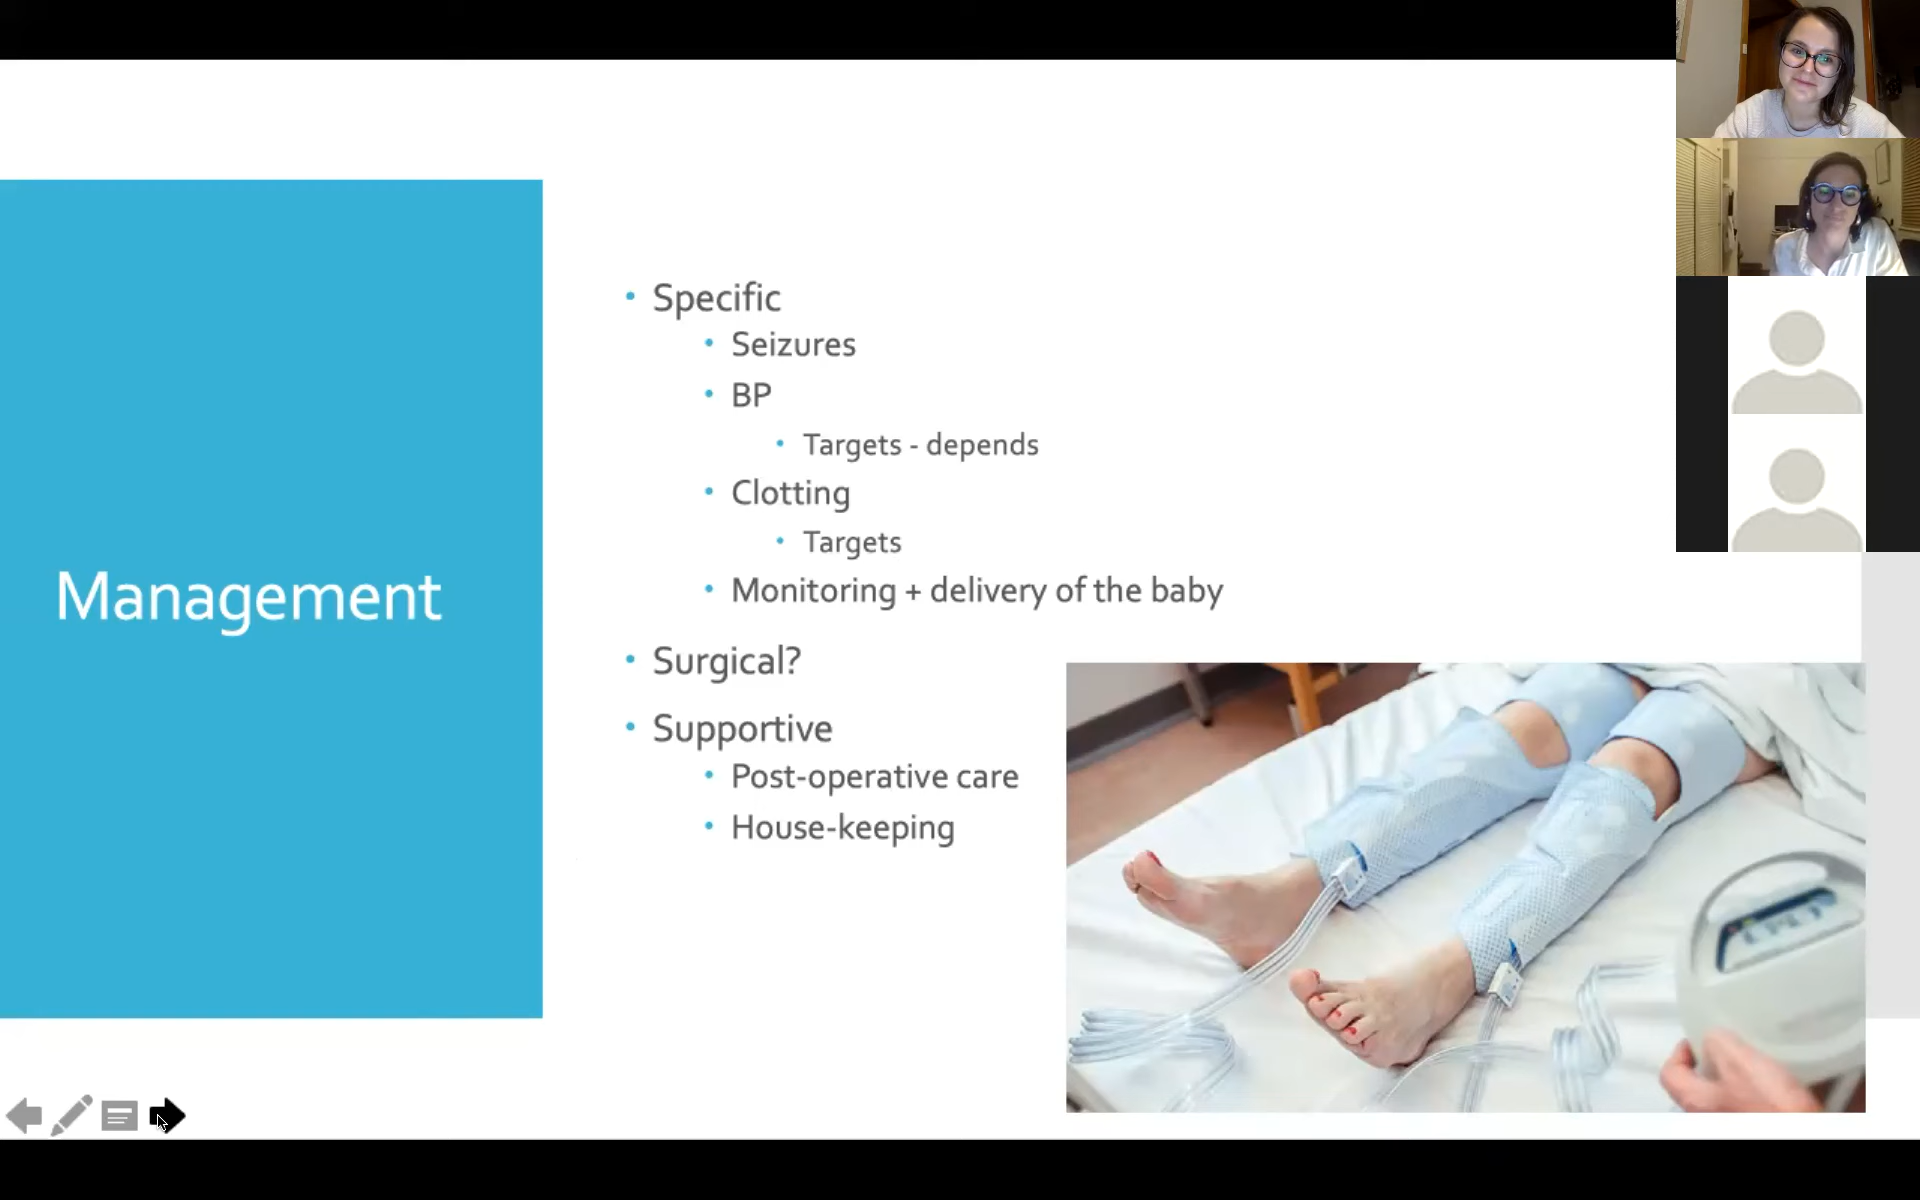 Management
Specific
Seizures
BP
Targets - depends
Clotting
Targets
Monitoring + delivery of the baby
Surgical?
Supportive
Post-operative care
House-keeping